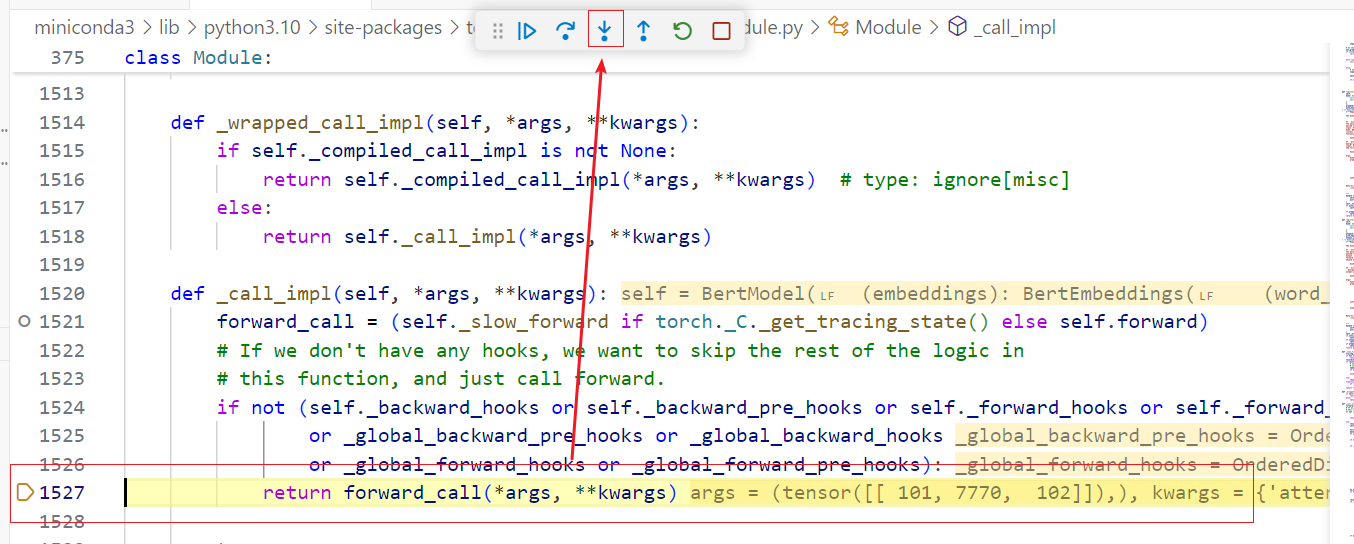 miniconda3 > lib > python3.10 > site-packages > dule.py > Module > _call_impl
375 class Module:
1513
1514 def _wrapped_call_impl(self, *args, **kwargs):
1515 if self._compiled_call_impl is not None:
1516 return self._compiled_call_impl(*args, **kwargs)  # type: ignore[misc]
1517 else:
1518 return self._call_impl(*args, **kwargs)
1519
1520 def _call_impl(self, *args, **kwargs): self = BertModel(LF (embeddings): BertEmbeddings(LF (word_
1521 forward_call = (self._slow_forward if torch._C._get_tracing_state() else self.forward)
1522 # If we don't have any hooks, we want to skip the rest of the logic in
1523 # this function, and just call forward.
1524 if not (self._backward_hooks or self._backward_pre_hooks or self._forward_hooks or self._forward_
1525 or _global_backward_pre_hooks or _global_backward_hooks _global_backward_pre_hooks = Orde
1526 or _global_forward_hooks or _global_forward_pre_hooks): _global_forward_hooks = OrderedDi
1527 return forward_call(*args, **kwargs) args = (tensor([[ 101, 7770,  102]]),), kwargs = {'atten
1528